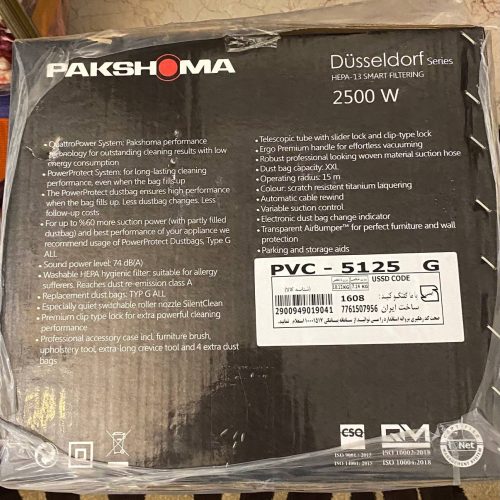 PAKSHOMA
Düsseldorf Series
HEPA-13 SMART FILTERING
2500 W
• QuattroPower System: Pakshoma performance
technology for outstanding cleaning results with low
energy consumption
• PowerProtect System: for long-lasting cleaning
performance, even when the bag fills up
• The PowerProtect dustbag ensures high performance
when the bag fills up. Less dustbag changes. Less
follow-up costs
• For up to %60 more suction power (with partly filled
dustbag) and best performance of your appliance we
recommend usage of PowerProtect Dustbags, Type G
ALL
• Sound power level: 74 dB(A)
• Washable HEPA hygienic filter: suitable for allergy
sufferers. Reaches dust re-emission class A
• Replacement dust bags: TYP G ALL
• Especially quiet switchable roller nozzle SilentClean
• Premium clip type lock for extra powerful cleaning
performance
• Professional accessory case incl. furniture brush,
upholstery tool, extra-long crevice tool and 4 extra dust
bags
• Telescopic tube with slider lock and clip-type lock
• Ergo Premium handle for effortless vacuuming
• Robust professional looking woven material suction hose
• Dust bag capacity: XXL
• Operating radius: 15 m
• Colour: scratch resistant titanium laquering
• Automatic cable rewind
• Variable suction control
• Electronic dust bag change indicator
• Transparent AirBumper™ for perfect furniture and wall
protection
• Parking and storage aids
PVC - 5125 G
USSD CODE
(شناسه کالا)
2900949019041
با ما گفتگو کنید: 1608
ساخت ایران 7761507956
CSQ
ISO 10002:2018
ISO 10004:2018
Net